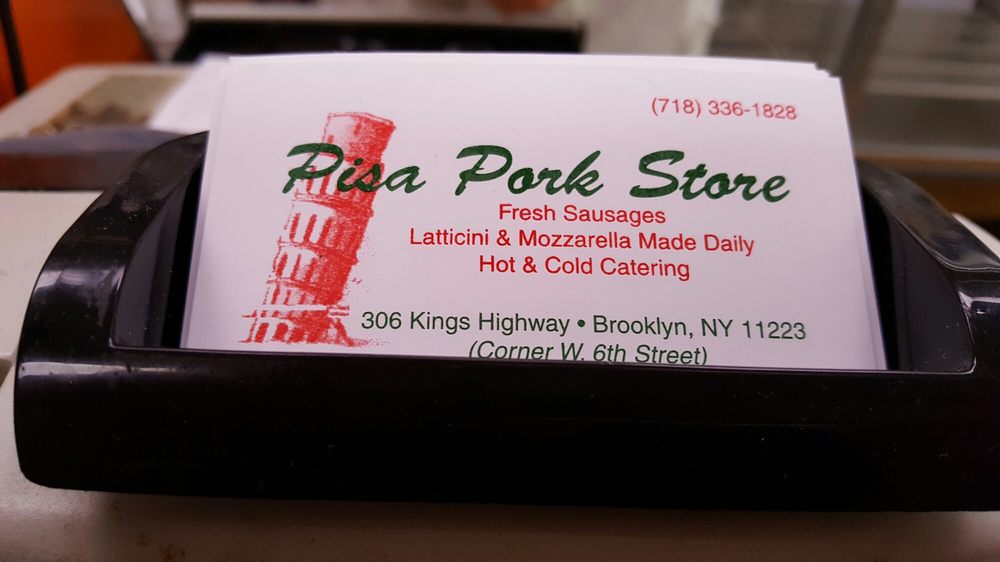 (718) 336-1828
Pisa Pork Store
Fresh Sausages
Latticini & Mozzarella Made Daily
Hot & Cold Catering
306 Kings Highway • Brooklyn, NY 11223
(Corner W. 6th Street)